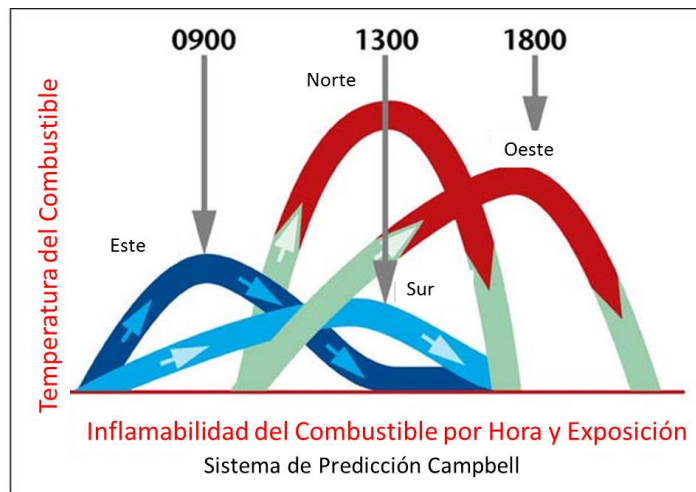 0900
1300
1800
Norte
Oeste
Este
Sur
Temperatura del Combustible
Inflamabilidad del Combustible por Hora y Exposición
Sistema de Predicción Campbell